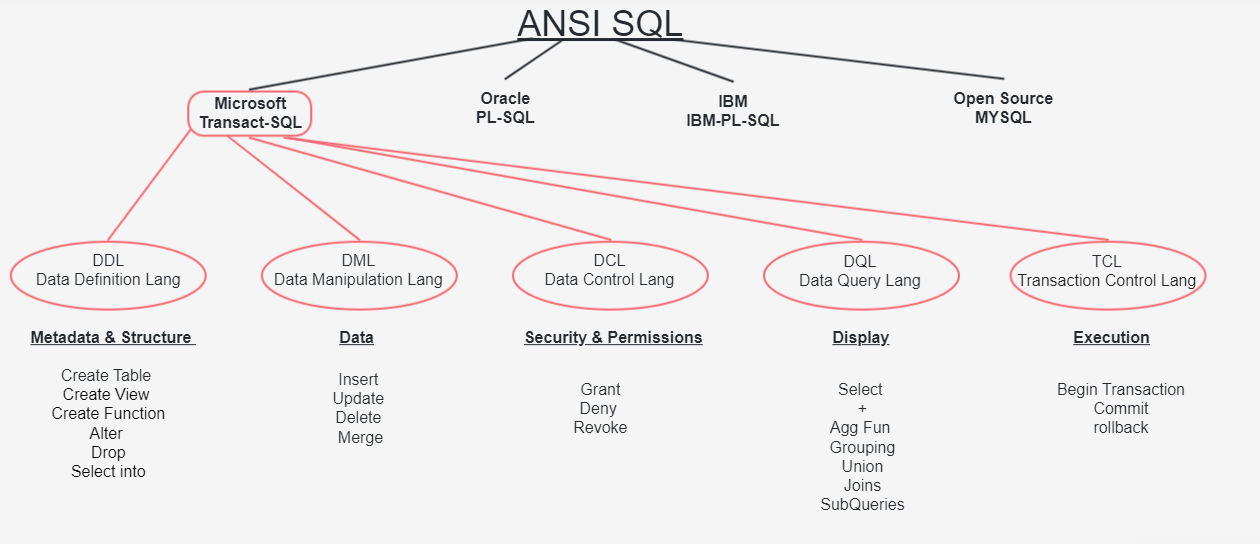 ANSI SQL
Microsoft
Transact-SQL
Oracle
PL-SQL
IBM
IBM-PL-SQL
Open Source
MYSQL
DDL
Data Definition Lang
DML
Data Manipulation Lang
DCL
Data Control Lang
DQL
Data Query Lang
TCL
Transaction Control Lang
Metadata & Structure
Create Table
Create View
Create Function
Alter
Drop
Select into
Data
Insert
Update
Delete
Merge
Security & Permissions
Grant
Deny
Revoke
Display
Select
+
Agg Fun
Grouping
Union
Joins
SubQueries
Execution
Begin Transaction
Commit
rollback